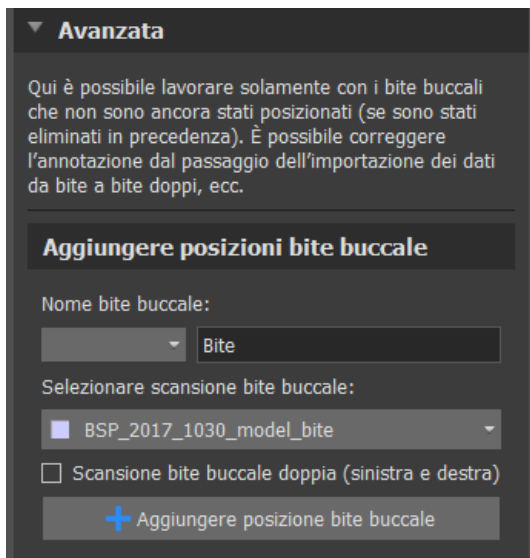 Avanzata
Qui è possibile lavorare solamente con i bite buccali
che non sono ancora stati posizionati (se sono stati
eliminati in precedenza). È possibile correggere
l'annotazione dal passaggio dell'importazione dei dati
da bite a bite doppi, ecc.
Aggiungere posizioni bite buccale
Nome bite buccale:
Bite
Selezionare scansione bite buccale:
BSP_2017_1030_model_bite
Scansione bite buccale doppia (sinistra e destra)
Aggiungere posizione bite buccale